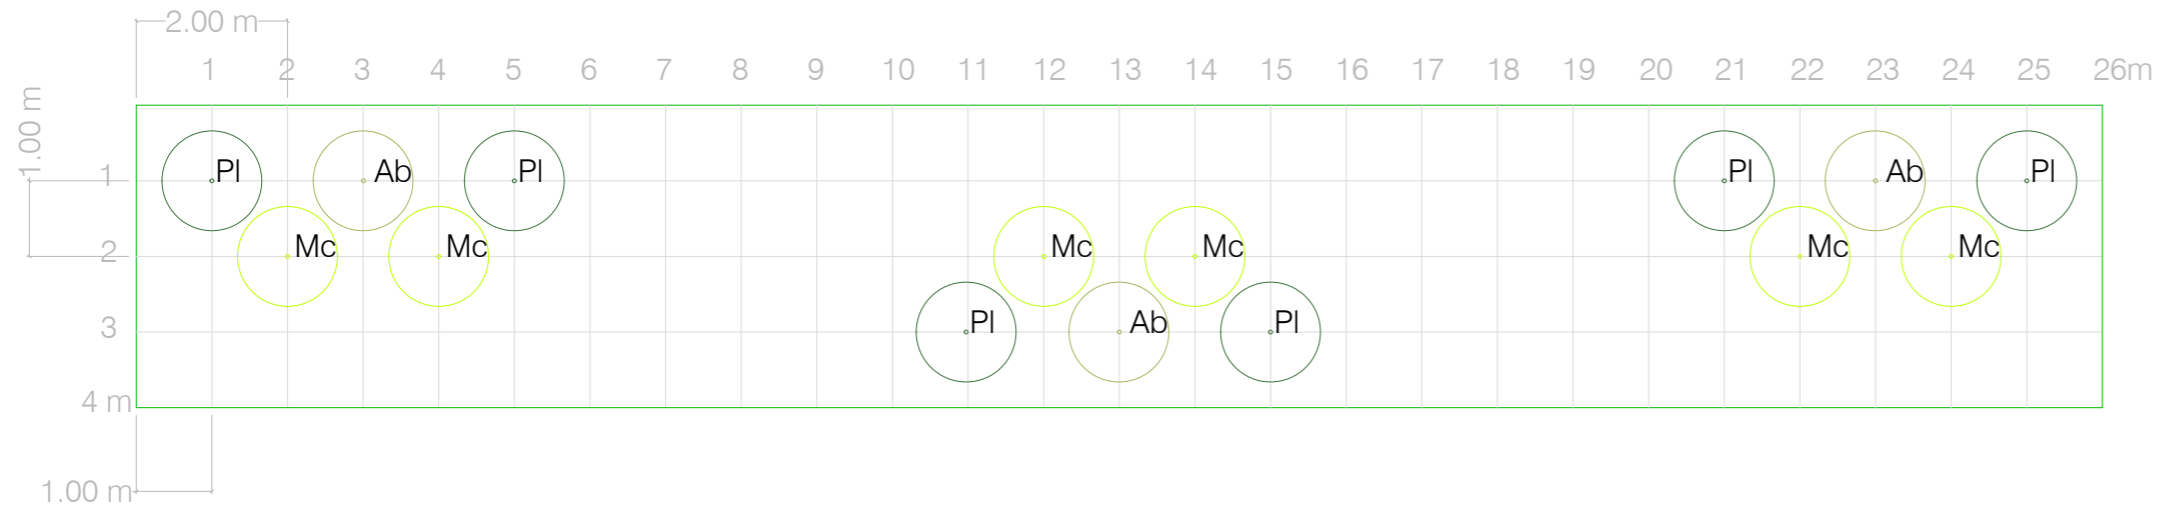 2.00 m
1 2 3 4 5 6 7 8 9 10 11 12 13 14 15 16 17 18 19 20 21 22 23 24 25 26m
1.00 m
1 Pl Ab Pl Pl Ab Pl
2 Mc Mc Mc Mc Mc Mc
3 Pl Ab Pl
4 m
1.00 m